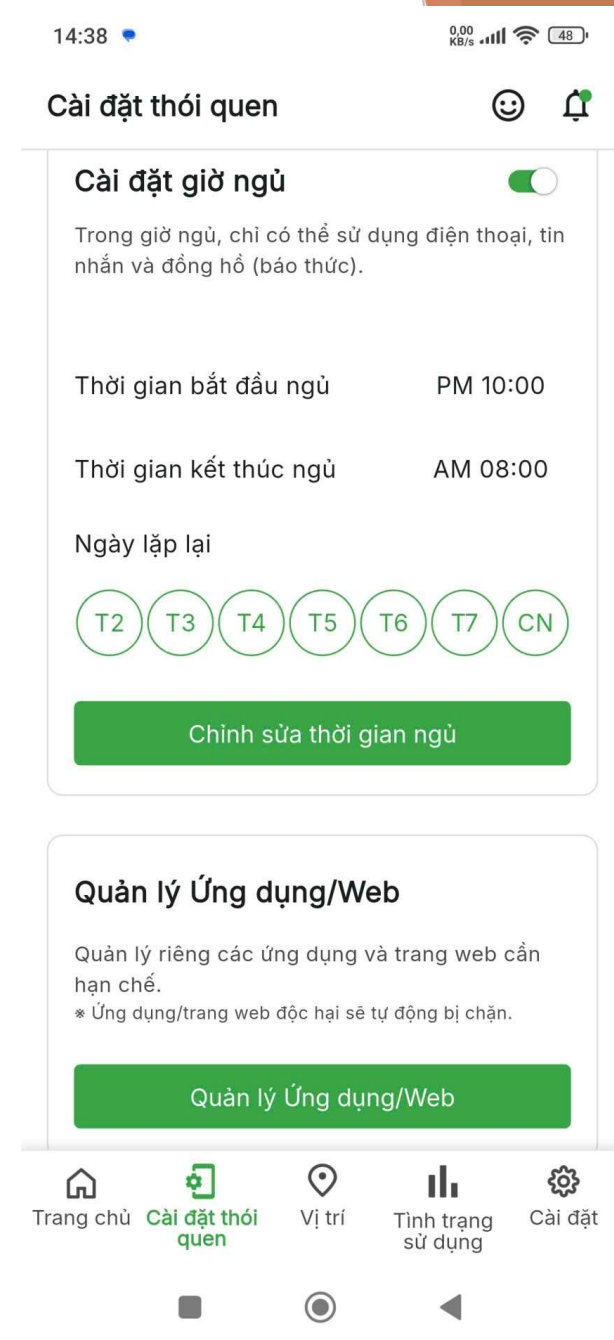 14:38
0,00
KB/s
48
Cài đặt thói quen
Cài đặt giờ ngủ
Trong giờ ngủ, chỉ có thể sử dụng điện thoại, tin
nhắn và đồng hồ (báo thức).
Thời gian bắt đầu ngủ PM 10:00
Thời gian kết thúc ngủ AM 08:00
Ngày lặp lại
T2 T3 T4 T5 T6 T7 CN
Chỉnh sửa thời gian ngủ
Quản lý Ứng dụng/Web
Quản lý riêng các ứng dụng và trang web cần
hạn chế.
※ Ứng dụng/trang web độc hại sẽ tự động bị chặn.
Quản lý Ứng dụng/Web
Trang chủ
Cài đặt thói
quen
Vị trí
Tình trạng
sử dụng
Cài đặt